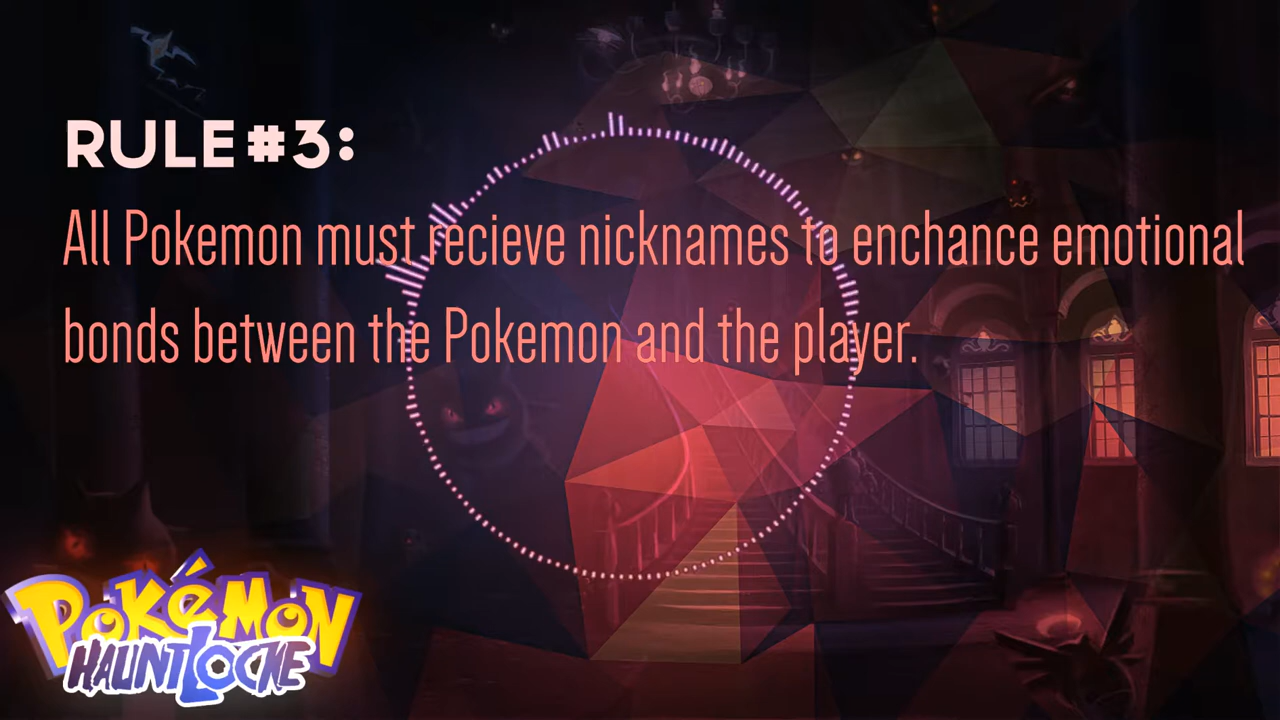 RULE#3:
All Pokemon must recieve nicknames to enchance emotional
bonds between the Pokemon and the player.
POKéMON
HAUNTLOCKE